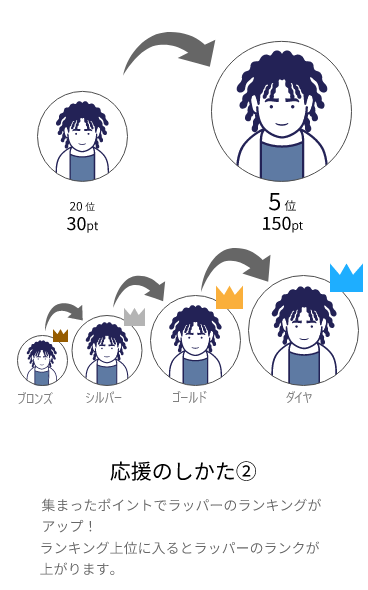 20 位
30pt
5 位
150pt
ブロンズ
シルバー
ゴールド
ダイヤ
応援のしかた②
集まったポイントでラッパーのランキングが
アップ！
ランキング上位に入るとラッパーのランクが
上がります。